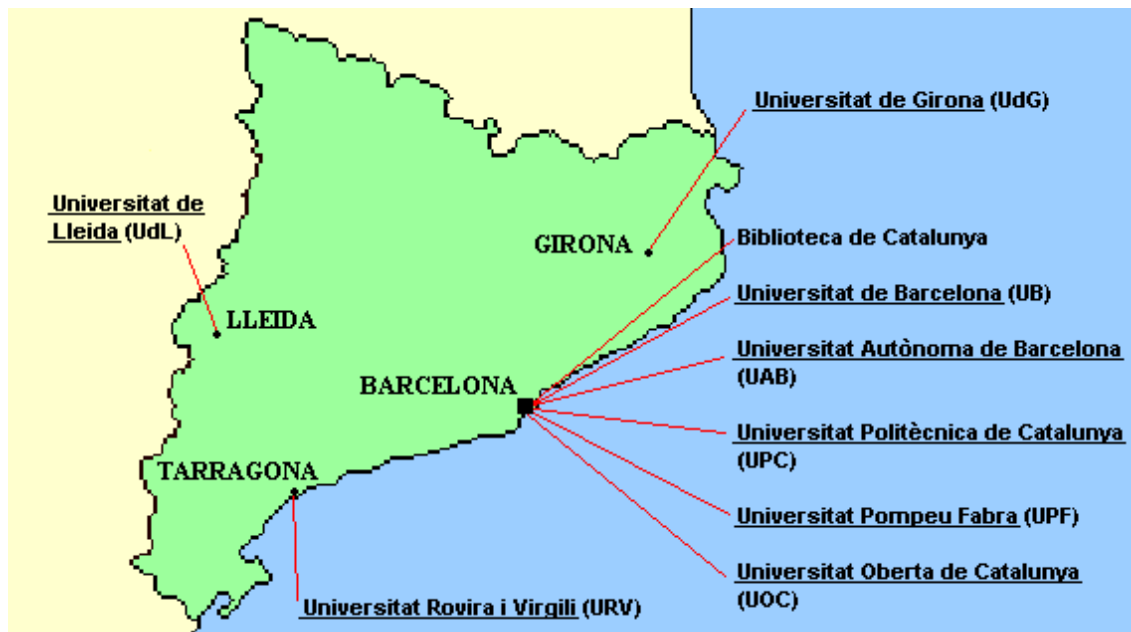 Universitat de Girona (UdG)
Universitat de
Lleida (UdL)
GIRONA
Biblioteca de Catalunya
Universitat de Barcelona (UB)
LLEIDA
Universitat Autònoma de Barcelona
(UAB)
BARCELONA
Universitat Politècnica de Catalunya
(UPC)
TARRAGONA
Universitat Pompeu Fabra (UPF)
Universitat Oberta de Catalunya
(UOC)
Universitat Rovira i Virgili (URV)